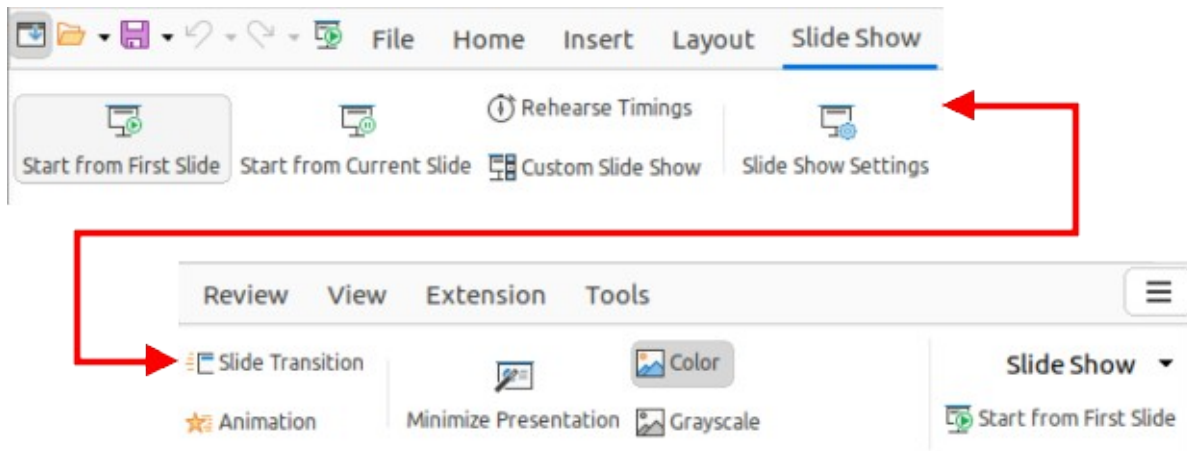 File Home Insert Layout Slide Show
Rehearse Timings
Start from First Slide Start from Current Slide Custom Slide Show Slide Show Settings
Review View Extension Tools
Slide Transition Color Slide Show
Animation Minimize Presentation Grayscale Start from First Slide